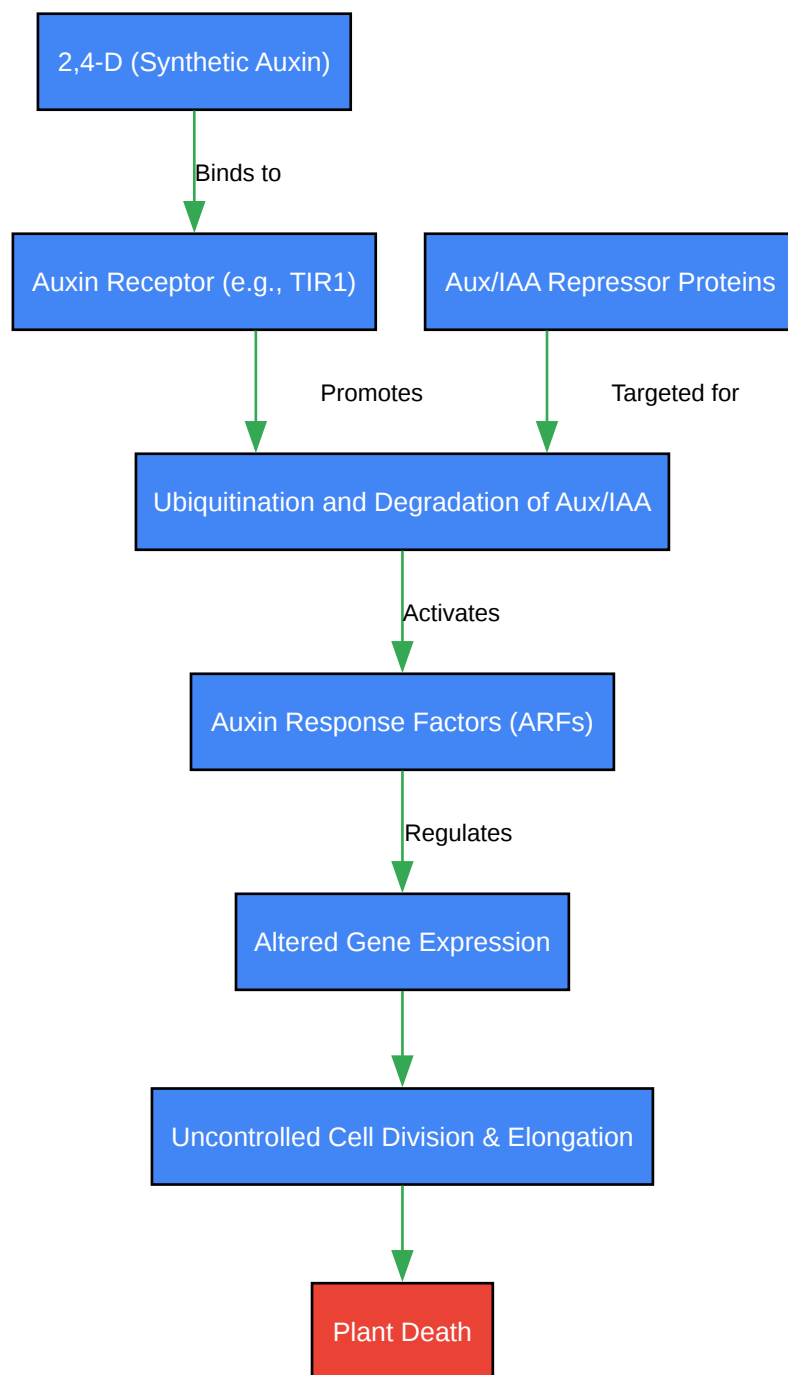 2,4-D (Synthetic Auxin)
Binds to
Auxin Receptor (e.g., TIR1)
Aux/IAA Repressor Proteins
Promotes
Targeted for
Ubiquitination and Degradation of Aux/IAA
Activates
Auxin Response Factors (ARFs)
Regulates
Altered Gene Expression
Uncontrolled Cell Division & Elongation
Plant Death